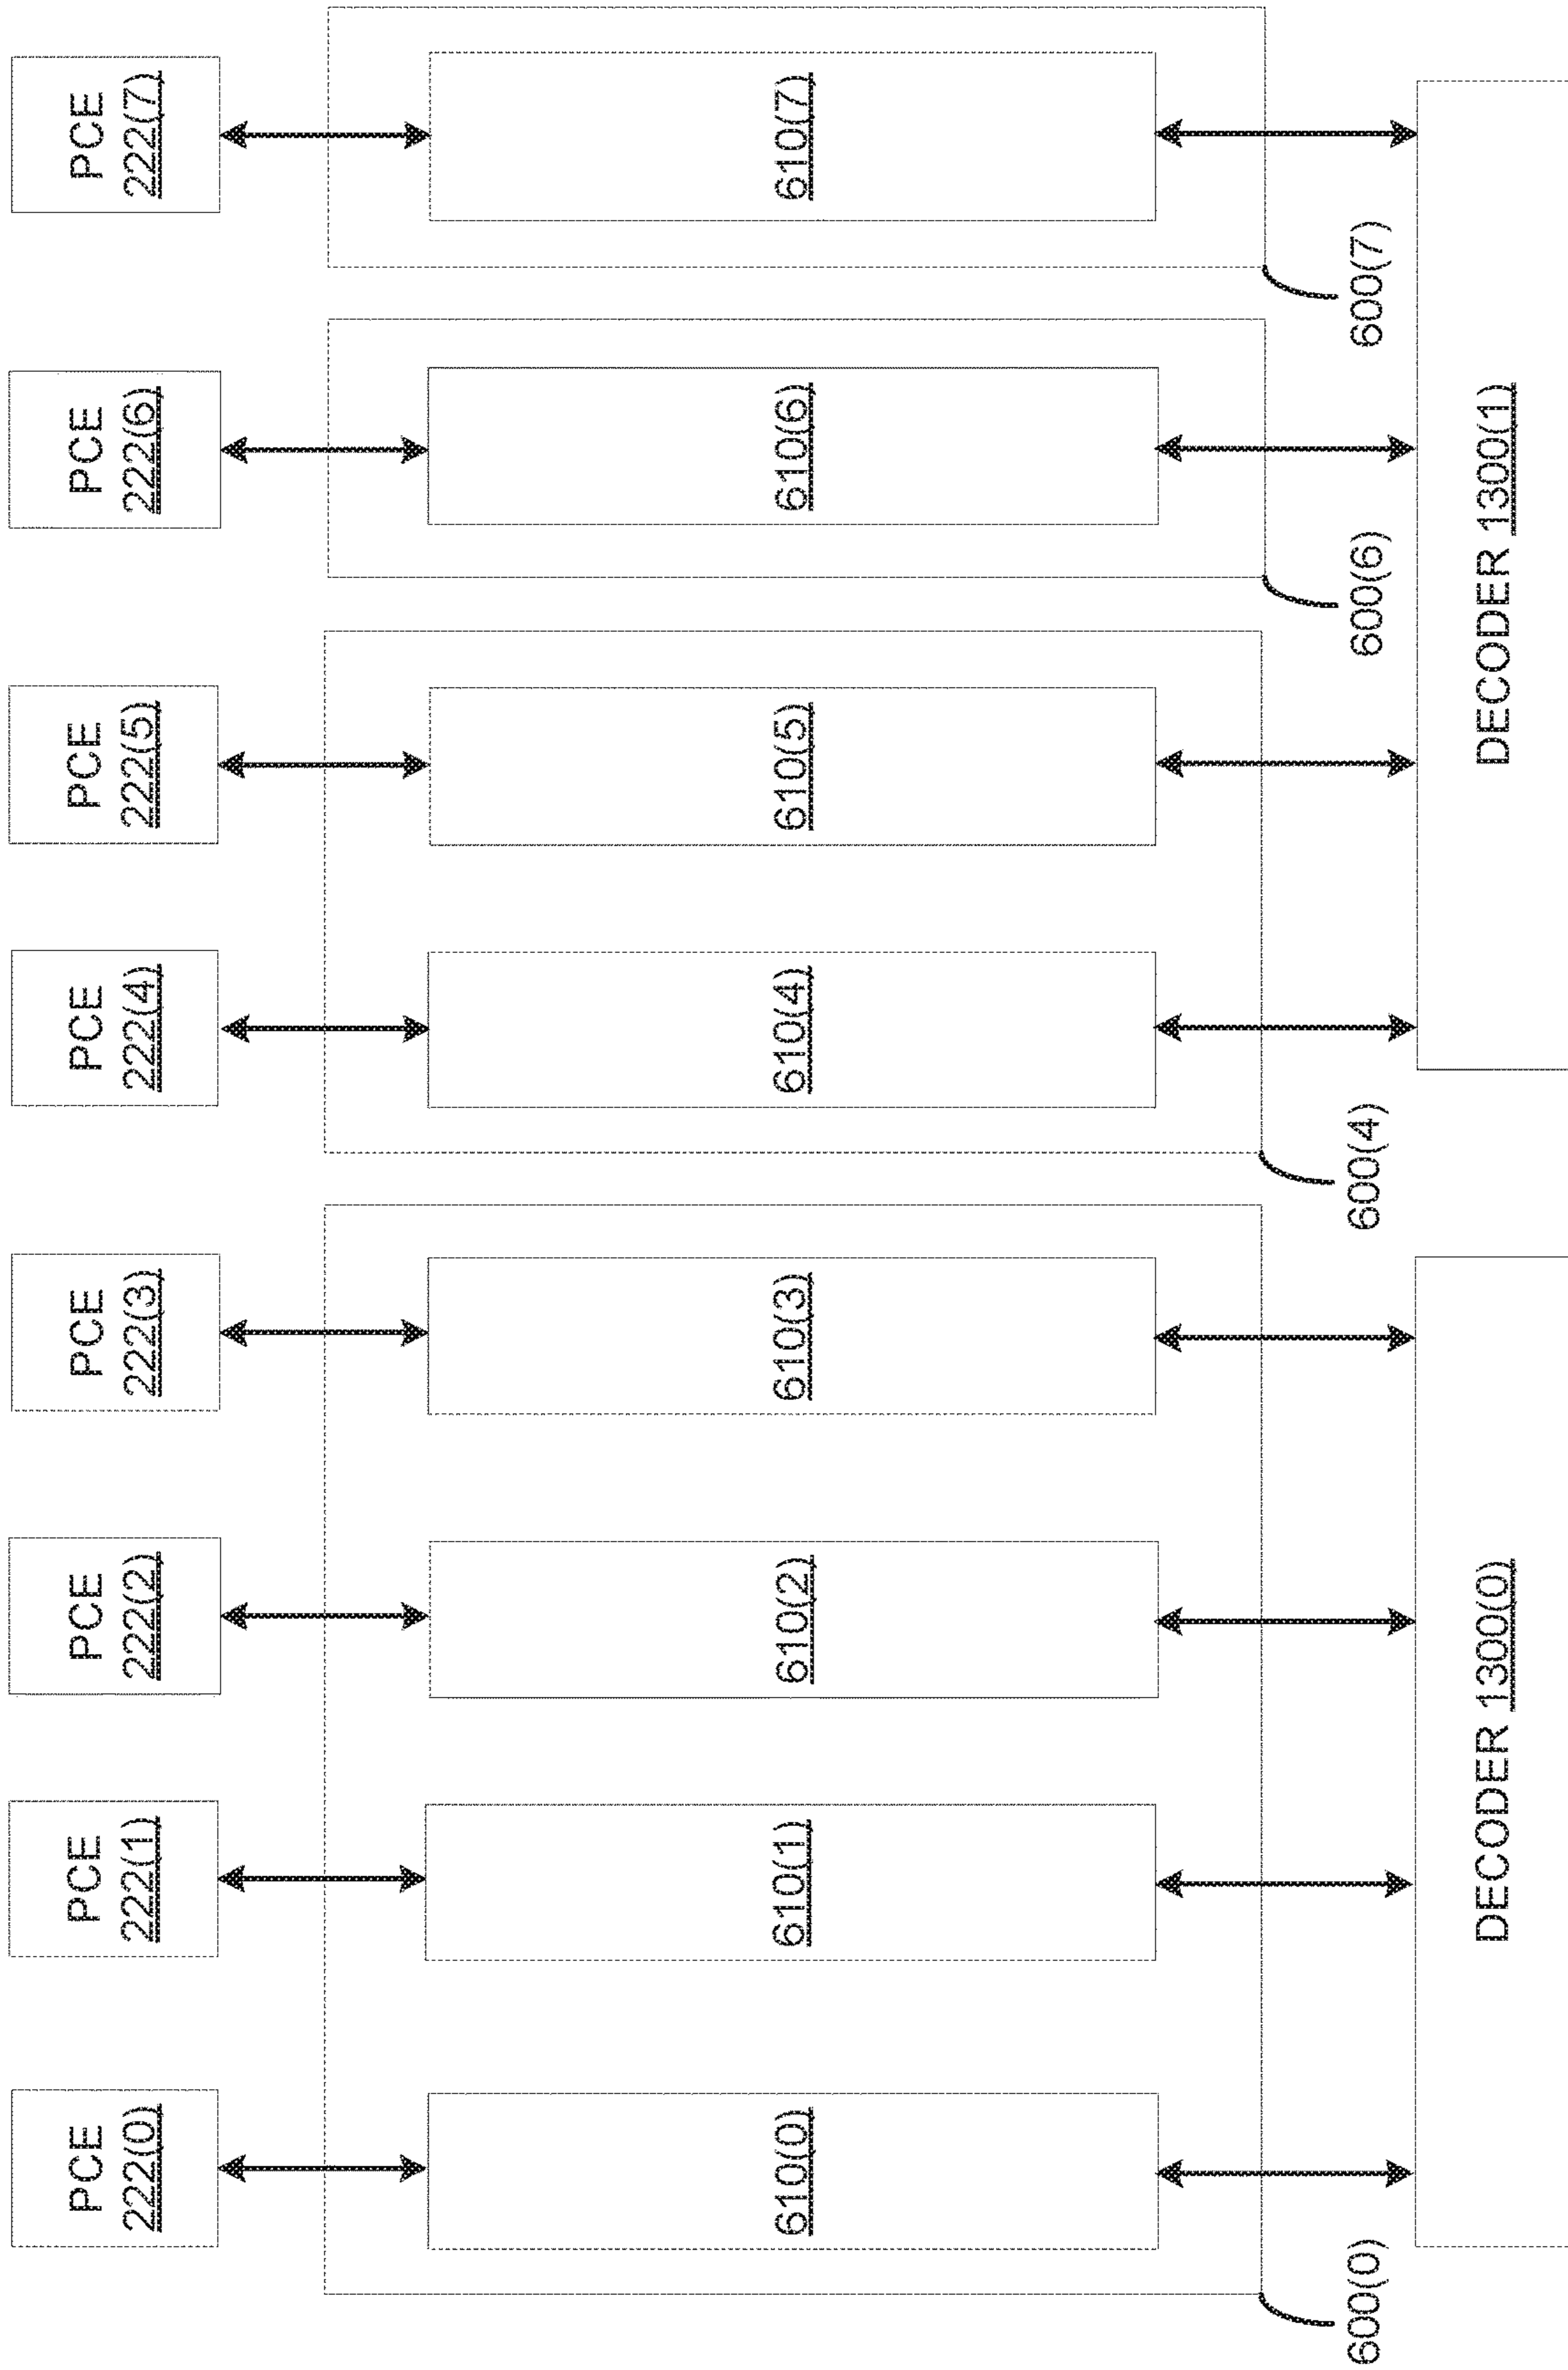 PCE
222(0)
PCE
222(1)
PCE
222(2)
PCE
222(3)
PCE
222(4)
PCE
222(5)
PCE
222(6)
PCE
222(7)
610(0)
610(1)
610(2)
610(3)
610(4)
610(5)
610(6)
610(7)
600(0)
600(4)
600(6)
600(7)
DECODER 1300(0)
DECODER 1300(1)